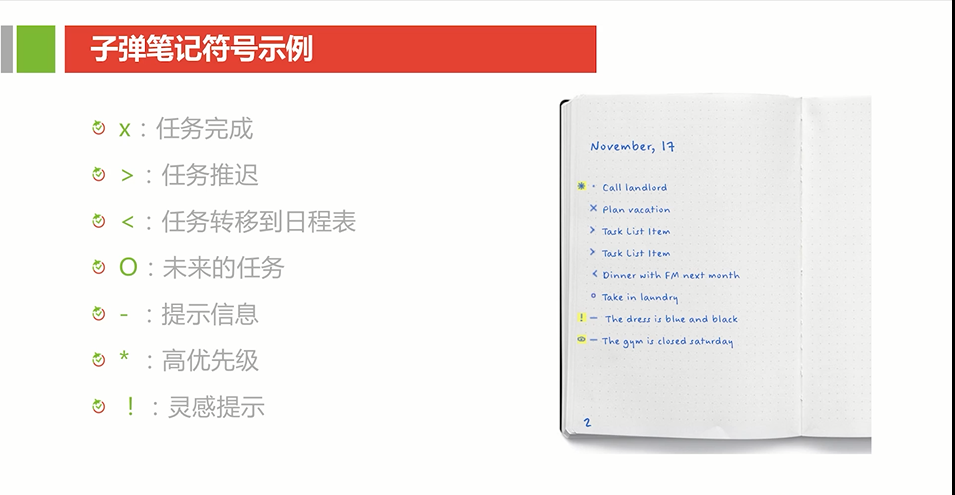 子弹笔记符号示例
x：任务完成
>：任务推迟
<：任务转移到日程表
O：未来的任务
-：提示信息
*：高优先级
！：灵感提示
November, 17
* · Call landlord
× Plan vacation
> Task List Item
> Task List Item
< Dinner with FM next month
o Take in laundry
! — The dress is blue and black
— The gym is closed saturday
2